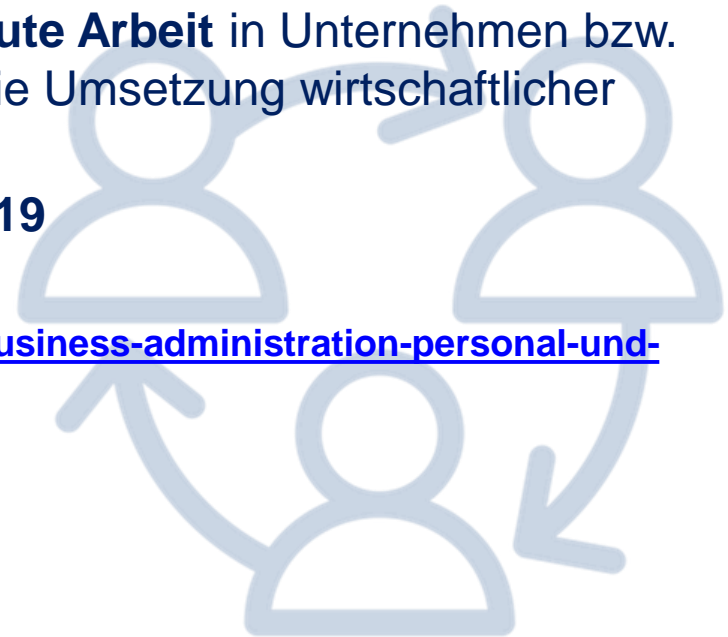 ute Arbeit in Unternehmen bzw.
ie Umsetzung wirtschaftlicher
19
usiness-administration-personal-und-